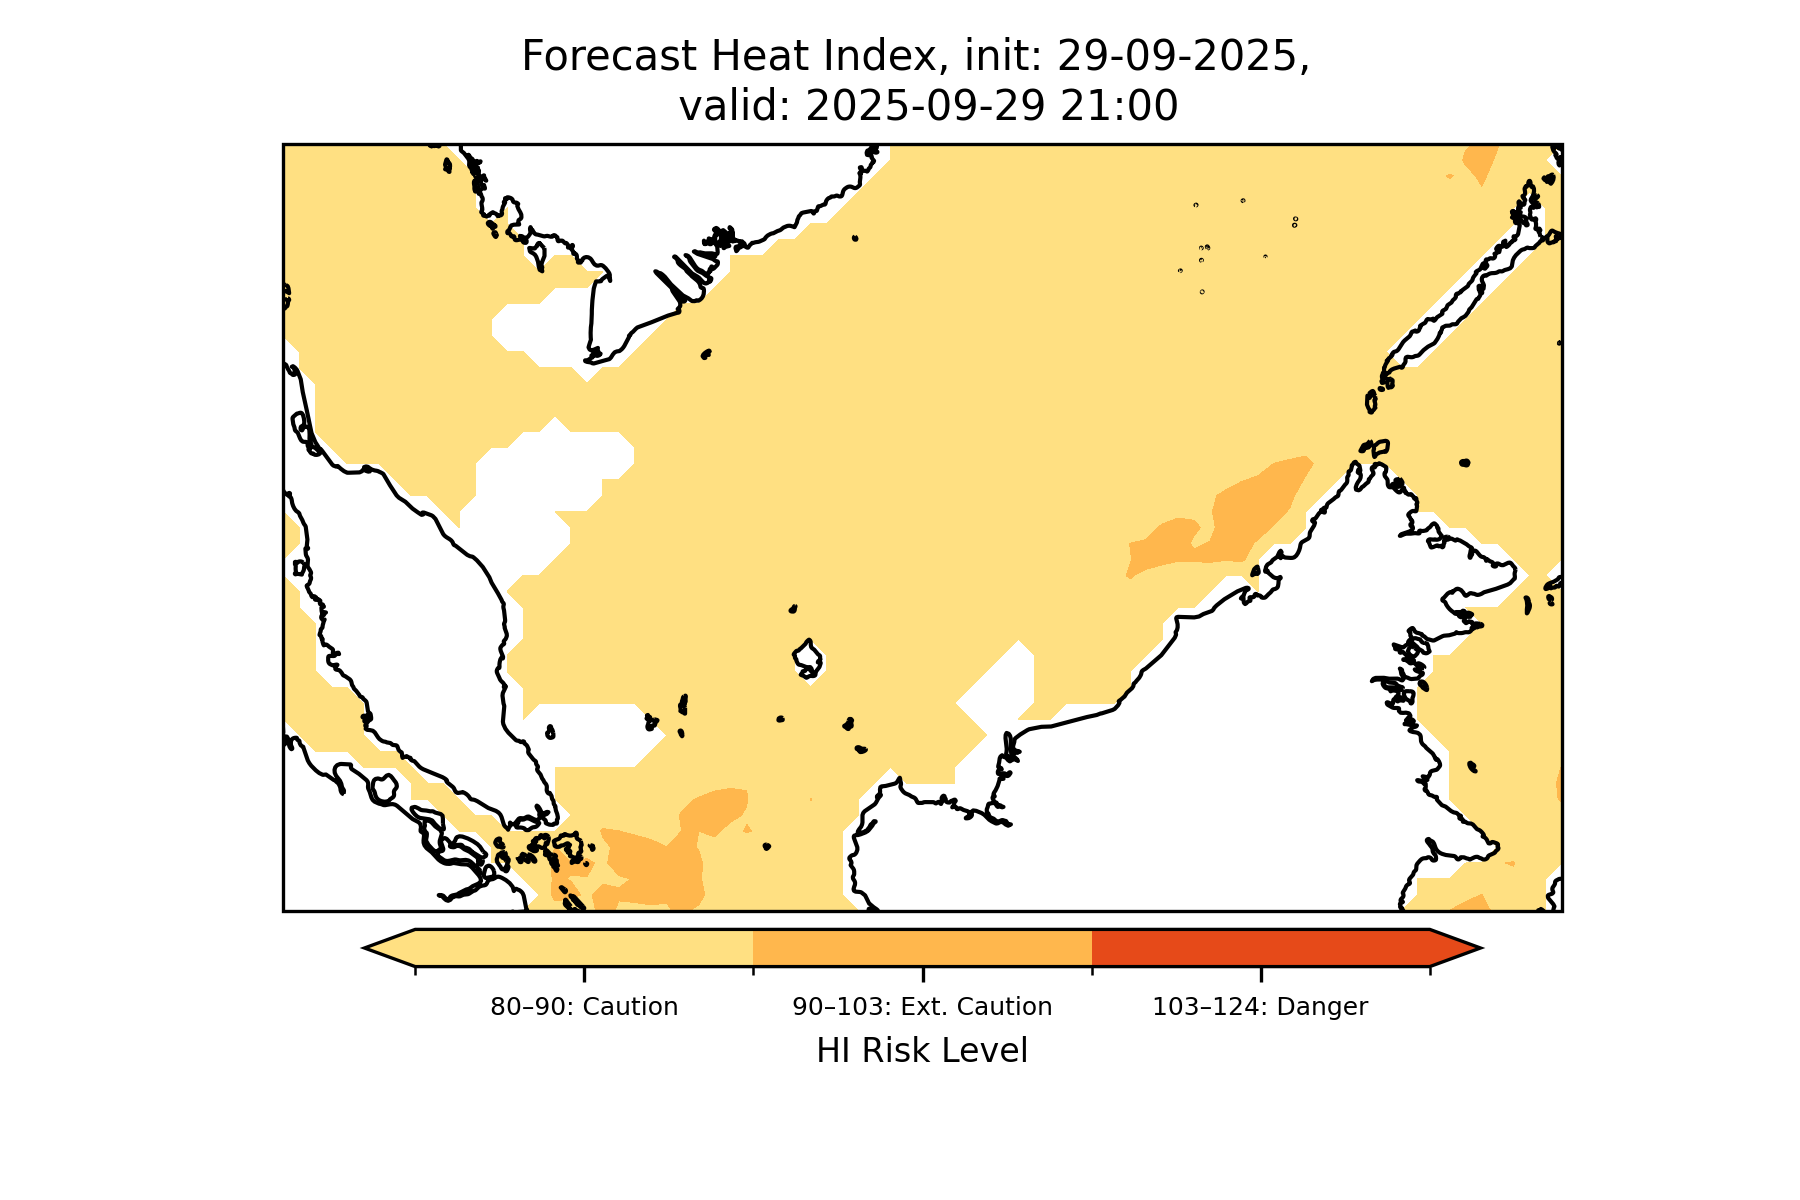 Forecast Heat Index, init: 29-09-2025,
valid: 2025-09-29 21:00
80–90: Caution
90–103: Ext. Caution
103–124: Danger
HI Risk Level